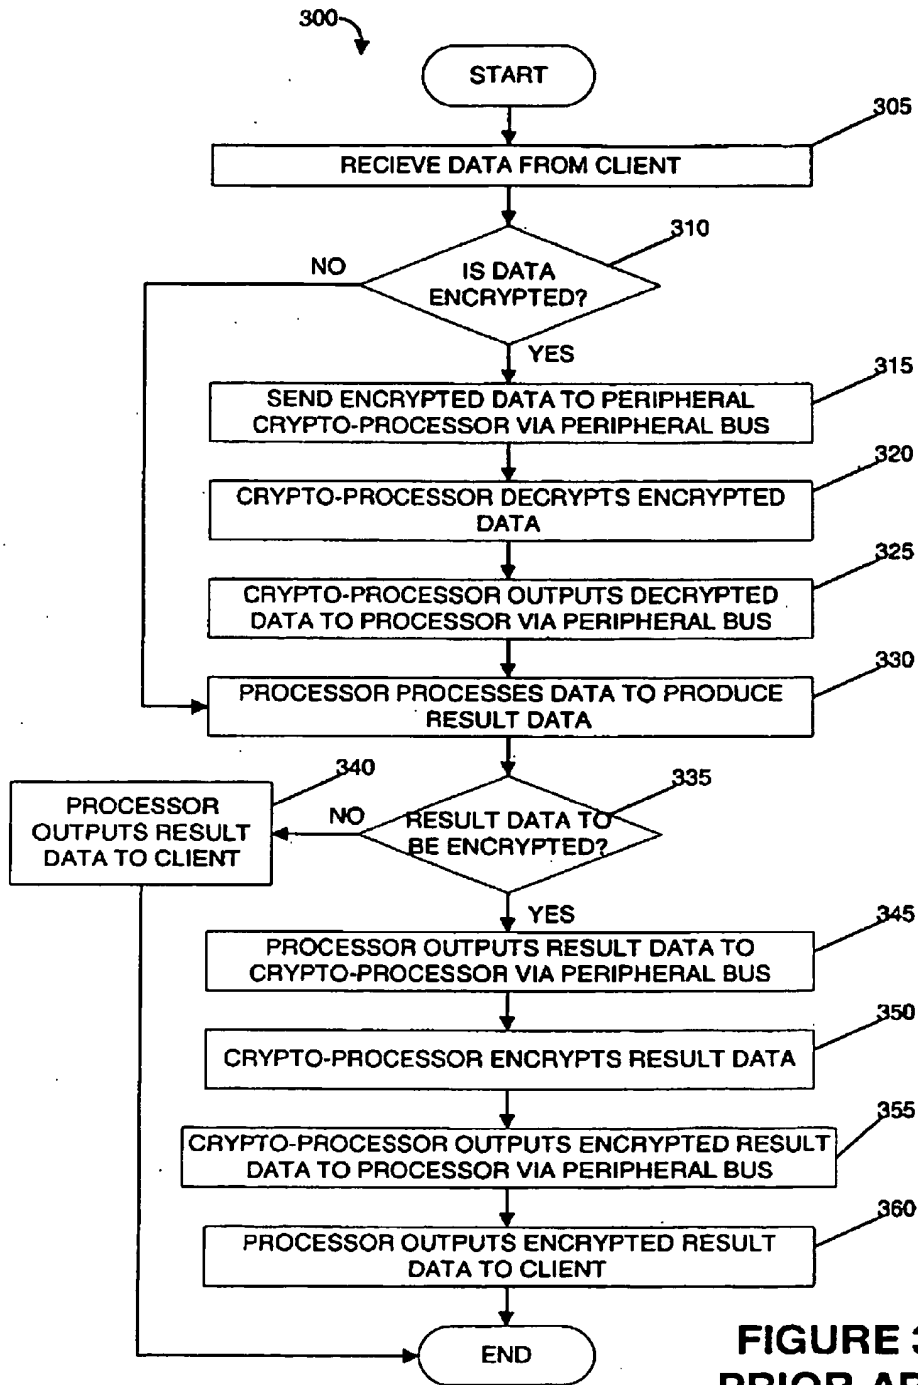 300
START
305
RECIEVE DATA FROM CLIENT
310
NO
IS DATA
ENCRYPTED?
YES
315
SEND ENCRYPTED DATA TO PERIPHERAL
CRYPTO-PROCESSOR VIA PERIPHERAL BUS
320
CRYPTO-PROCESSOR DECRYPTS ENCRYPTED
DATA
325
CRYPTO-PROCESSOR OUTPUTS DECRYPTED
DATA TO PROCESSOR VIA PERIPHERAL BUS
330
PROCESSOR PROCESSES DATA TO PRODUCE
RESULT DATA
340
335
PROCESSOR
OUTPUTS RESULT
DATA TO CLIENT
NO
RESULT DATA TO
BE ENCRYPTED?
YES
345
PROCESSOR OUTPUTS RESULT DATA TO
CRYPTO-PROCESSOR VIA PERIPHERAL BUS
350
CRYPTO-PROCESSOR ENCRYPTS RESULT DATA
355
CRYPTO-PROCESSOR OUTPUTS ENCRYPTED RESULT
DATA TO PROCESSOR VIA PERIPHERAL BUS
360
PROCESSOR OUTPUTS ENCRYPTED RESULT
DATA TO CLIENT
END
FIGURE 3
PRIOR